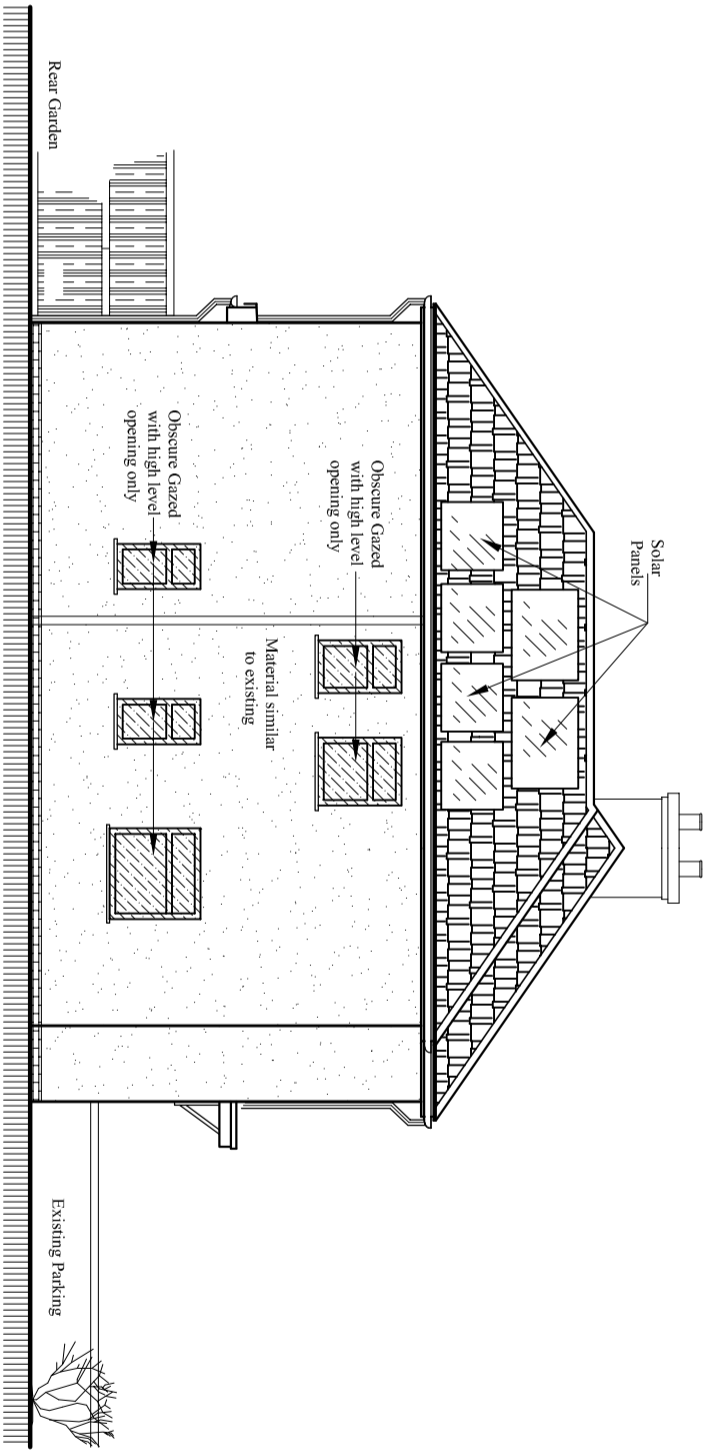 Solar
Panels
Obscure Gazed
with high level
opening only
Material similar
to existing
Obscure Gazed
with high level
opening only
Rear Garden
Existing Parking